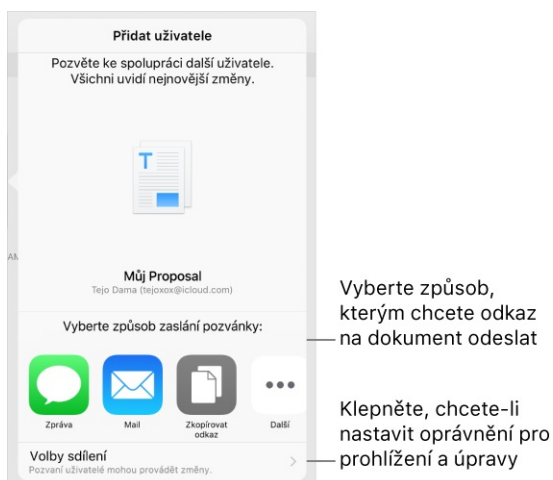 Přidat uživatele
Pozvěte ke spolupráci další uživatele.
Všichni uvidí nejnovější změny.
T
AM
Můj Proposal
Tejo Dama (tejoxox@icloud.com)
Vyberte způsob zaslání pozvánky:
Zpráva
Mail
Zkopírovat
odkaz
Další
Volby sdílení
Pozvaní uživatelé mohou provádět změny.
Vyberte způsob,
kterým chcete odkaz
na dokument odeslat
Klepněte, chcete-li
nastavit oprávnění pro
prohlížení a úpravy